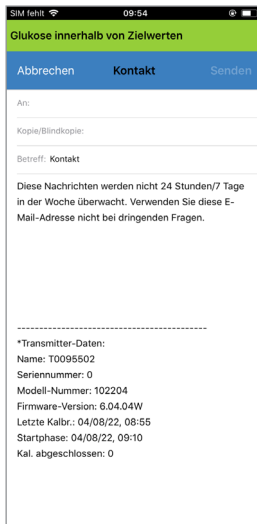 SIM fehlt 09:54
Glukose innerhalb von Zielwerten
Abbrechen Kontakt Senden
An:
Kopie/Blindkopie:
Betreff: Kontakt
Diese Nachrichten werden nicht 24 Stunden/7 Tage
in der Woche überwacht. Verwenden Sie diese E-
Mail-Adresse nicht bei dringenden Fragen.
-------------------------------------------
*Transmitter-Daten:
Name: T0095502
Seriennummer: 0
Modell-Nummer: 102204
Firmware-Version: 6.04.04W
Letzte Kalbr.: 04/08/22, 08:55
Startphase: 04/08/22, 09:10
Kal. abgeschlossen: 0